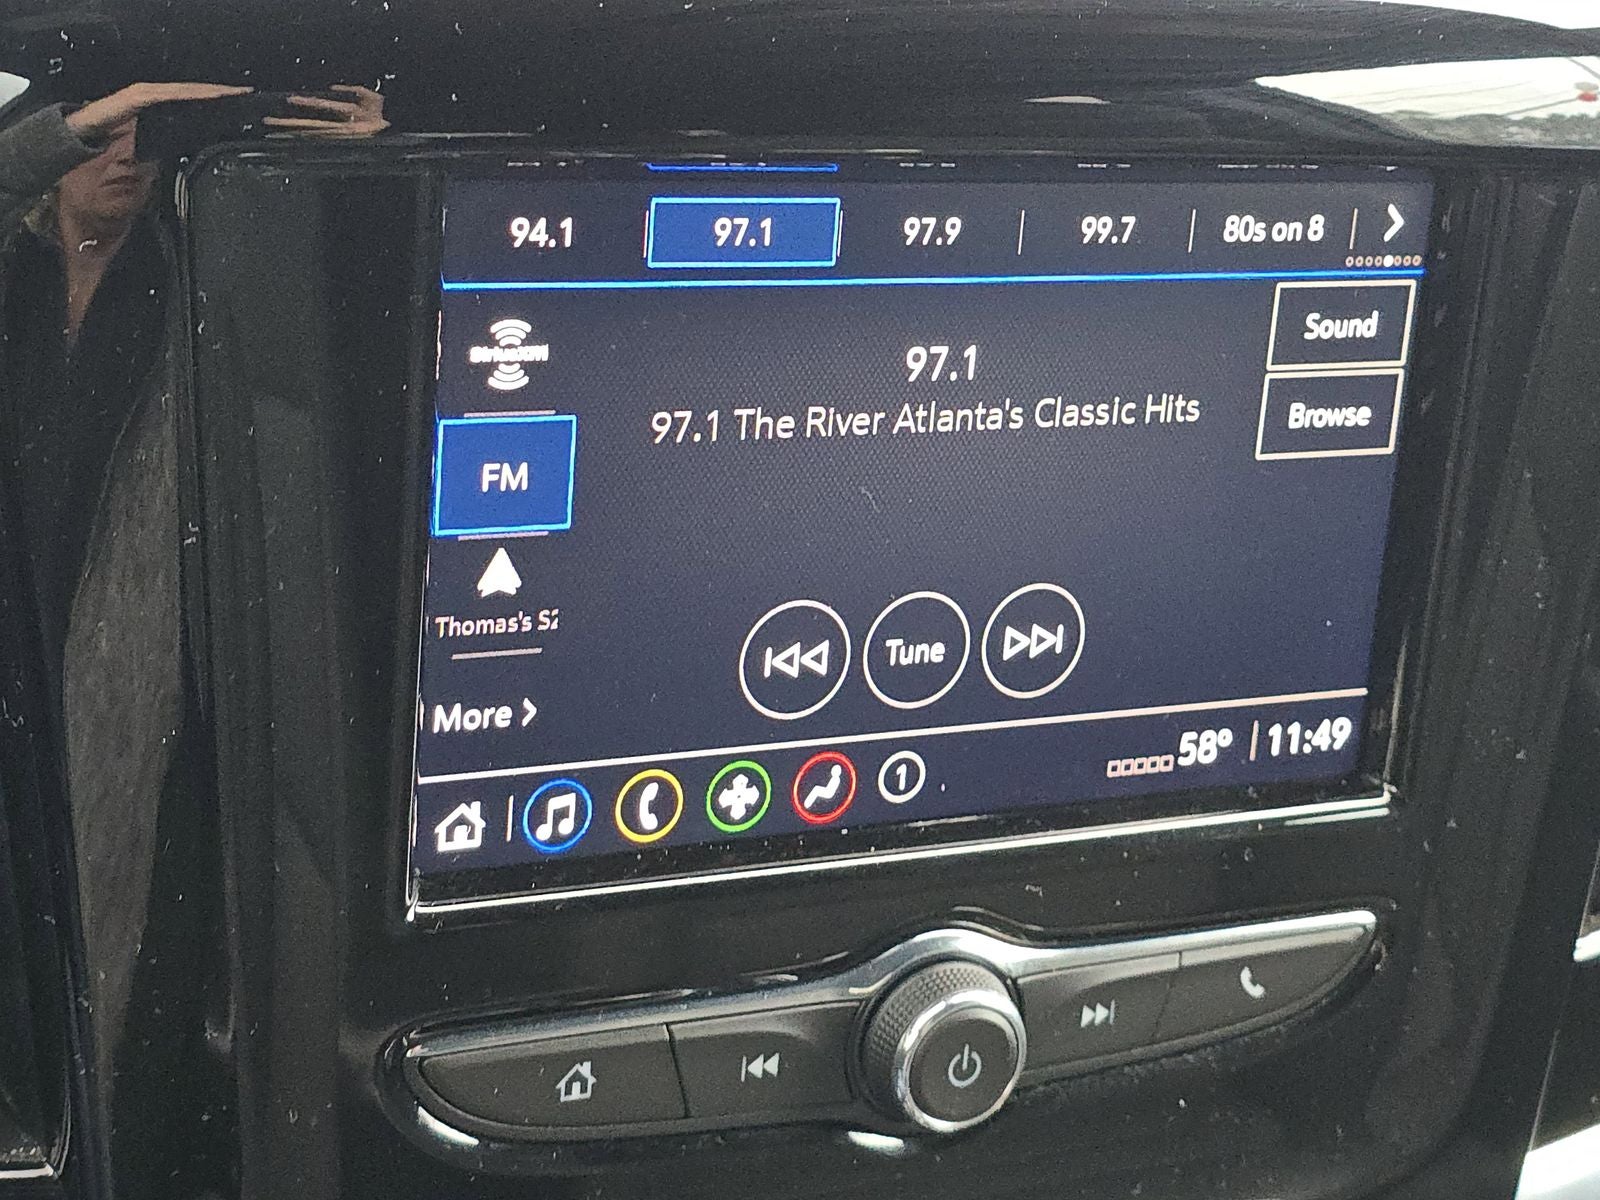 94.1 97.1 97.9 99.7 80s on 8
Sound
97.1
97.1 The River Atlanta's Classic Hits
Browse
FM
Thomas's S
Tune
More
58° 11:49
1